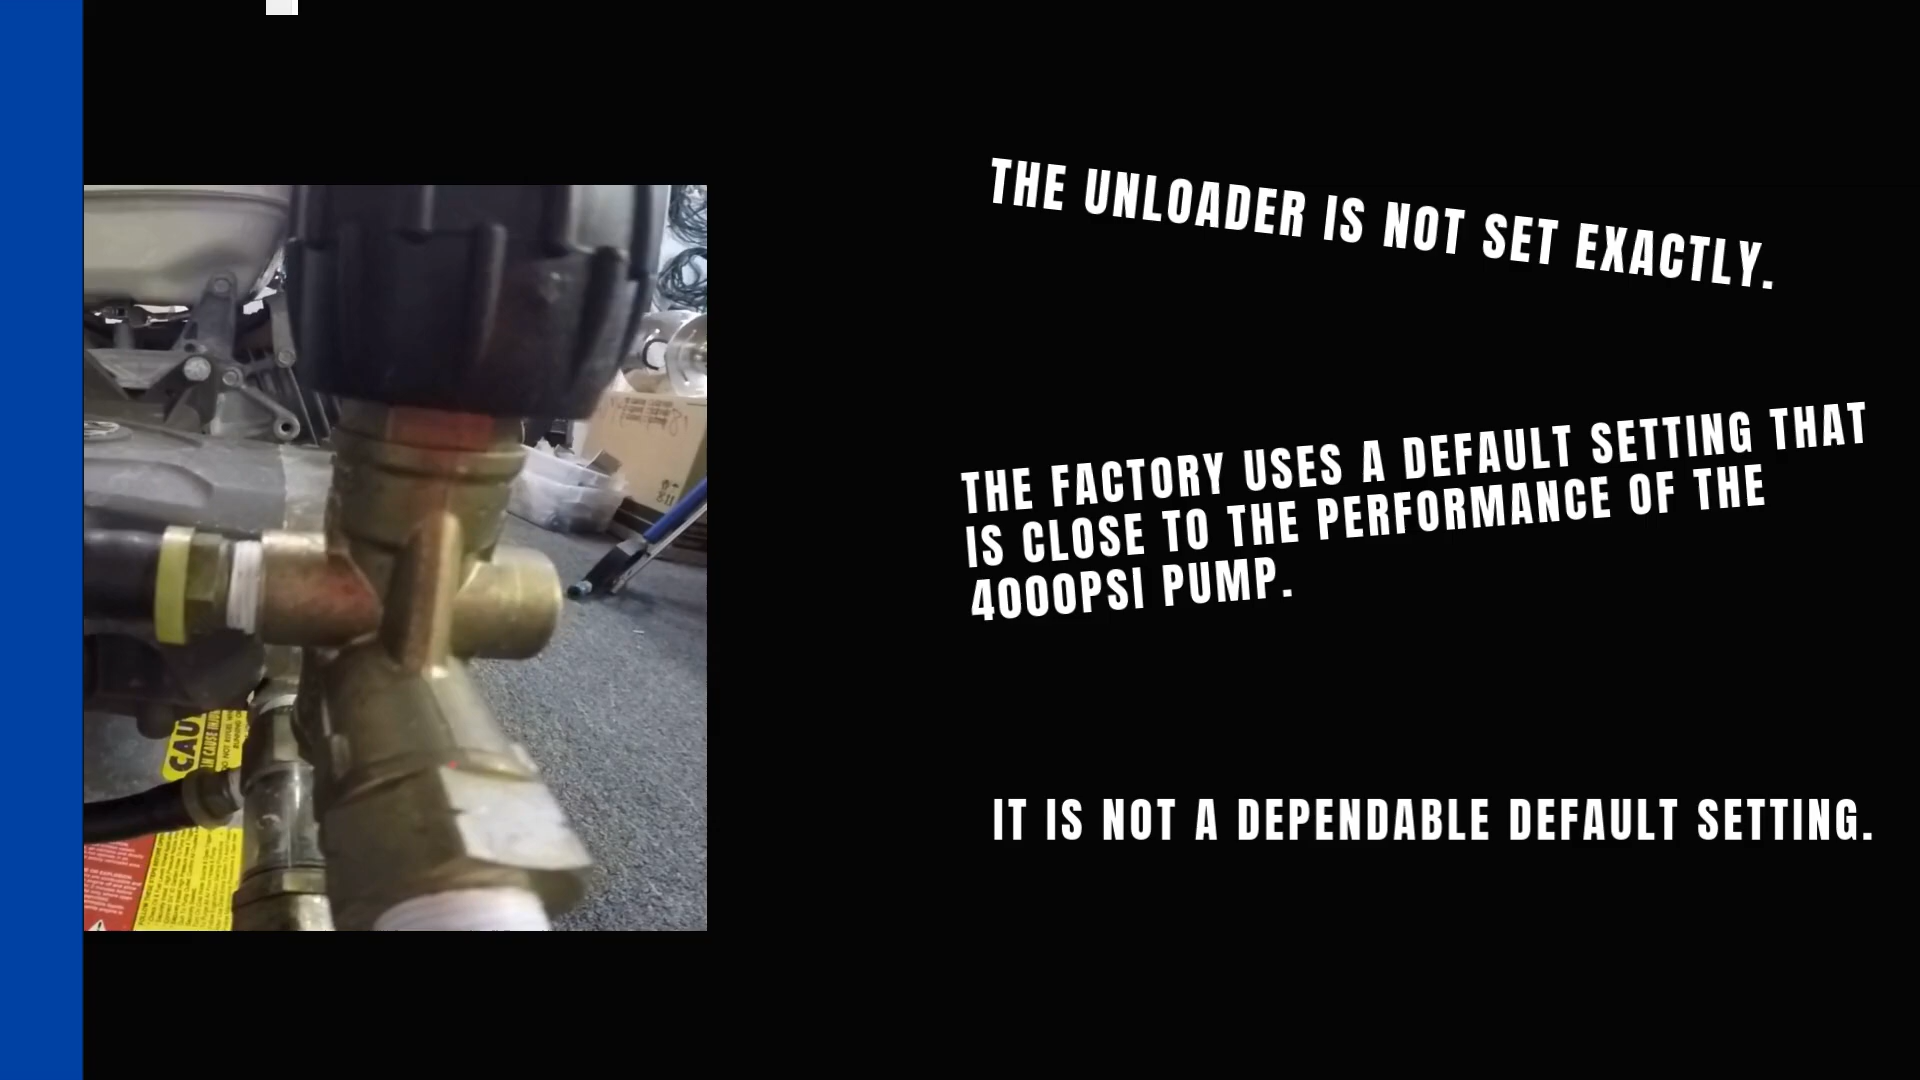 THE UNLOADER IS NOT SET EXACTLY.
THE FACTORY USES A DEFAULT SETTING THAT
IS CLOSE TO THE PERFORMANCE OF THE
4000PSI PUMP.
IT IS NOT A DEPENDABLE DEFAULT SETTING.
CAU